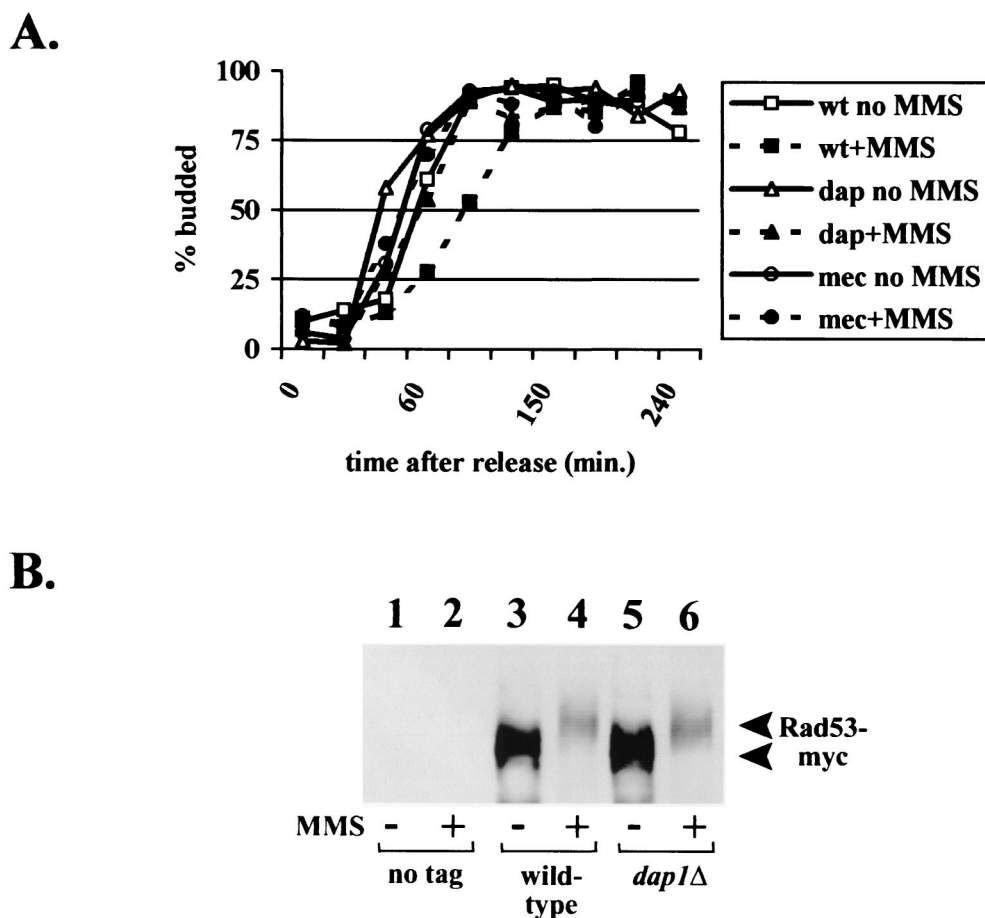 A.
100
75
50
25
0
% budded
0
60
150
240
time after release (min.)
wt no MMS
wt+MMS
dap no MMS
dap+MMS
mec no MMS
mec+MMS
B.
1 2 3 4 5 6
Rad53-
myc
MMS - + - + - +
no tag wild- dap1Δ
type